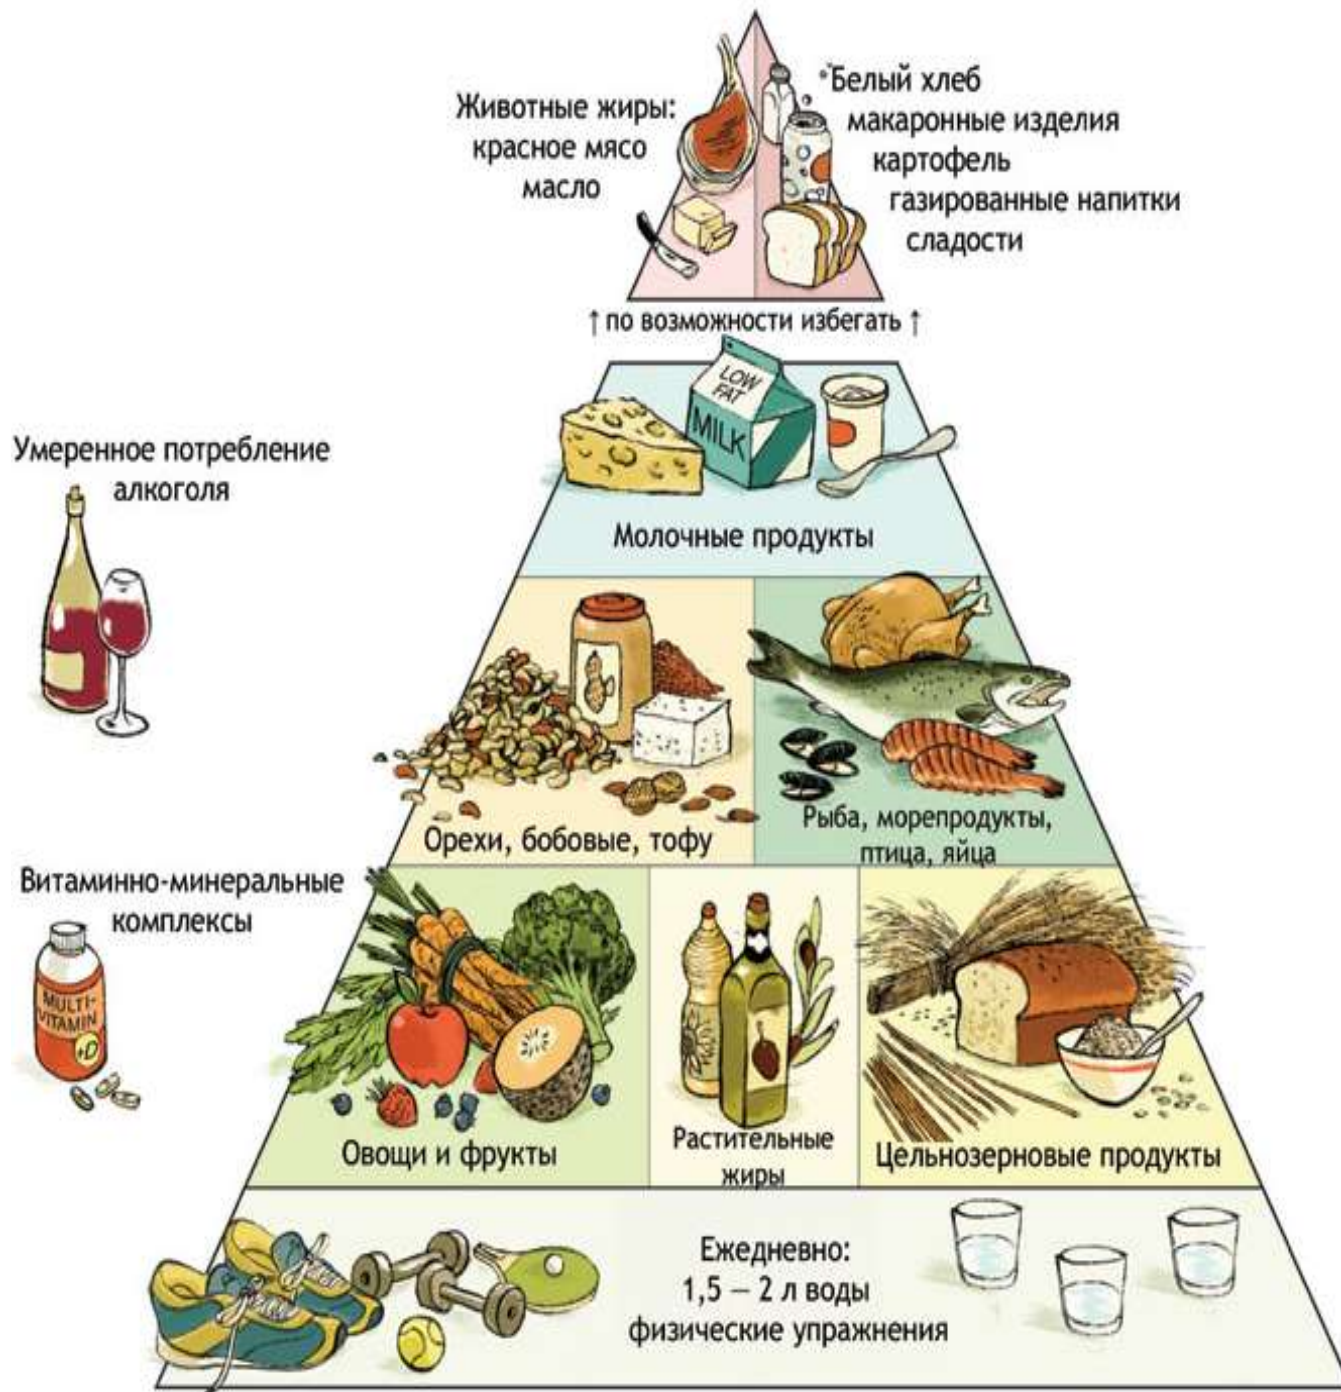 Животные жиры:
красное мясо
масло
*Белый хлеб
макаронные изделия
картофель
газированные напитки
сладости
↑ по возможности избегать ↑
LOW
FAT
MILK
Молочные продукты
Умеренное потребление
алкоголя
Орехи, бобовые, тофу
Рыба, морепродукты,
птица, яйца
Витаминно-минеральные
комплексы
MULTI-
VITAMIN
+D
Овощи и фрукты
Растительные
жиры
Цельнозерновые продукты
Ежедневно:
1,5 – 2 л воды
физические упражнения